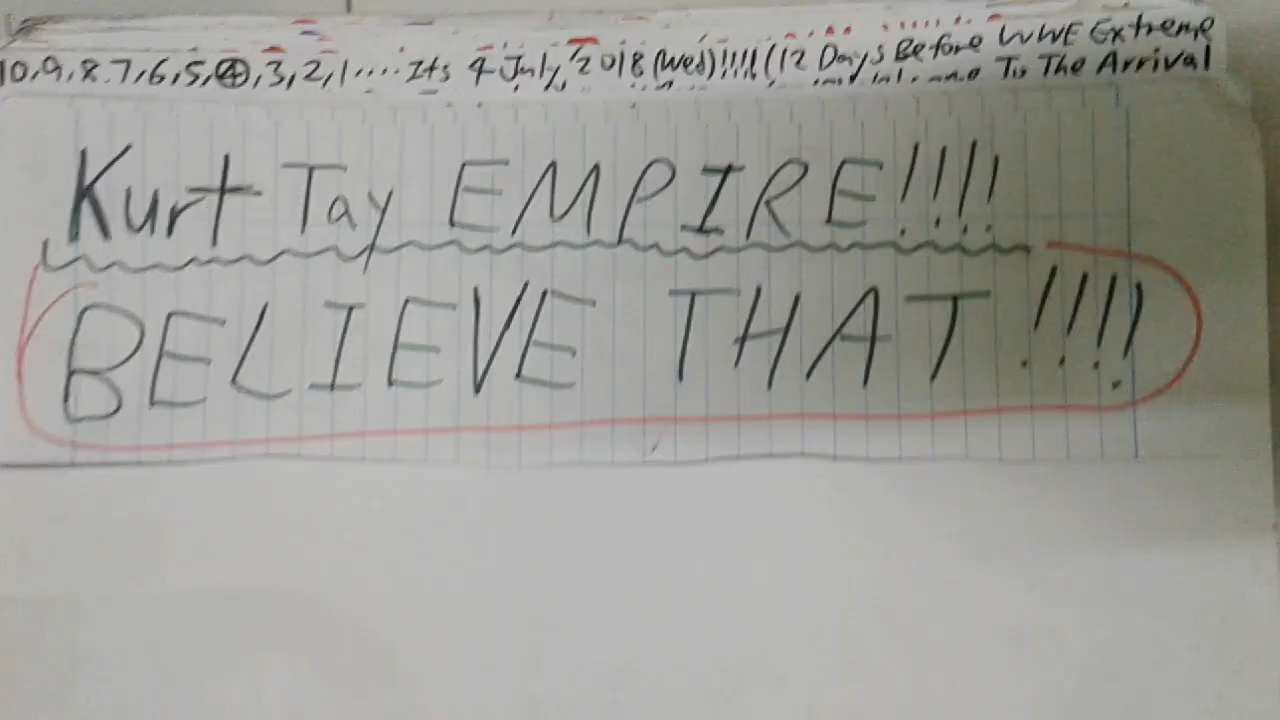 10,9,8,7,6,5,④,3,2,1.... Its 4 July, 2018 (Wed)!!!! (12 Days Before WWE Extreme
To The Arrival
Kurt Tay EMPIRE!!!!
BELIEVE THAT!!!!